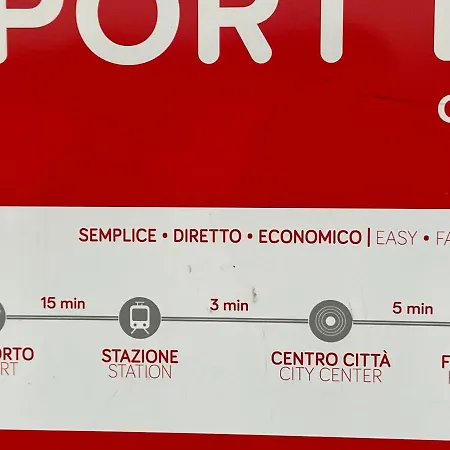 PORT
SEMPLICE • DIRETTO • ECONOMICO | EASY •
15 min 3 min 5 min
STAZIONE CENTRO CITTÀ
STATION CITY CENTER